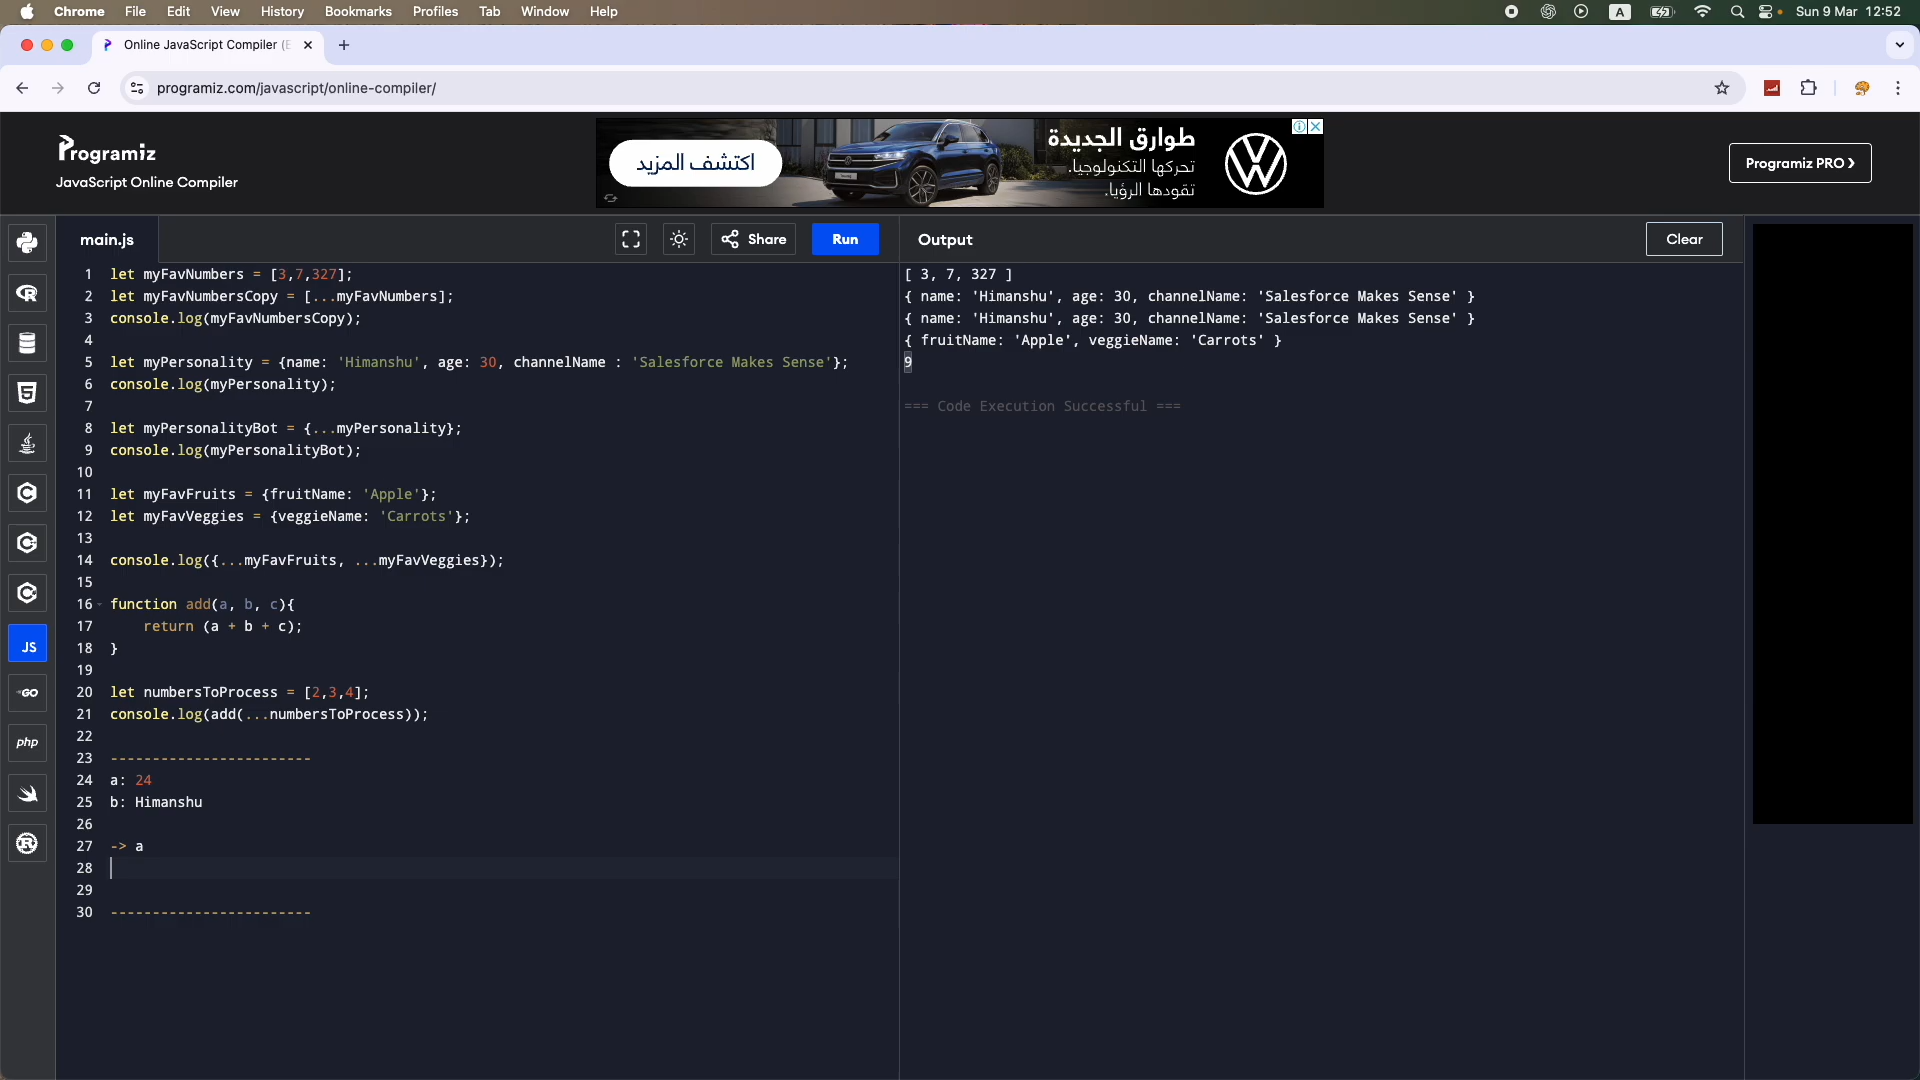 Chrome File Edit View History Bookmarks Profiles Tab Window Help A Sun 9 Mar 12:52
Online JavaScript Compiler (E
programiz.com/javascript/online-compiler/
Programiz
JavaScript Online Compiler
اكتشف المزيد
طوارق الجديدة
تحركها التكنولوجيا.
تقودها الرؤيا.
Programiz PRO
main.js
Share
Run
Output
Clear
1 let myFavNumbers = [3,7,327];
2 let myFavNumbersCopy = [...myFavNumbers];
3 console.log(myFavNumbersCopy);
4
5 let myPersonality = {name: 'Himanshu', age: 30, channelName : 'Salesforce Makes Sense'};
6 console.log(myPersonality);
7
8 let myPersonalityBot = {...myPersonality};
9 console.log(myPersonalityBot);
10
11 let myFavFruits = {fruitName: 'Apple'};
12 let myFavVeggies = {veggieName: 'Carrots'};
13
14 console.log({...myFavFruits, ...myFavVeggies});
15
16 function add(a, b, c){
17 return (a + b + c);
18 }
19
20 let numbersToProcess = [2,3,4];
21 console.log(add(...numbersToProcess));
22
23 ------------------------
24 a: 24
25 b: Himanshu
26
27 -> a
28
29
30 ------------------------
[ 3, 7, 327 ]
{ name: 'Himanshu', age: 30, channelName: 'Salesforce Makes Sense' }
{ name: 'Himanshu', age: 30, channelName: 'Salesforce Makes Sense' }
{ fruitName: 'Apple', veggieName: 'Carrots' }
9
=== Code Execution Successful ===
JS
GO
php